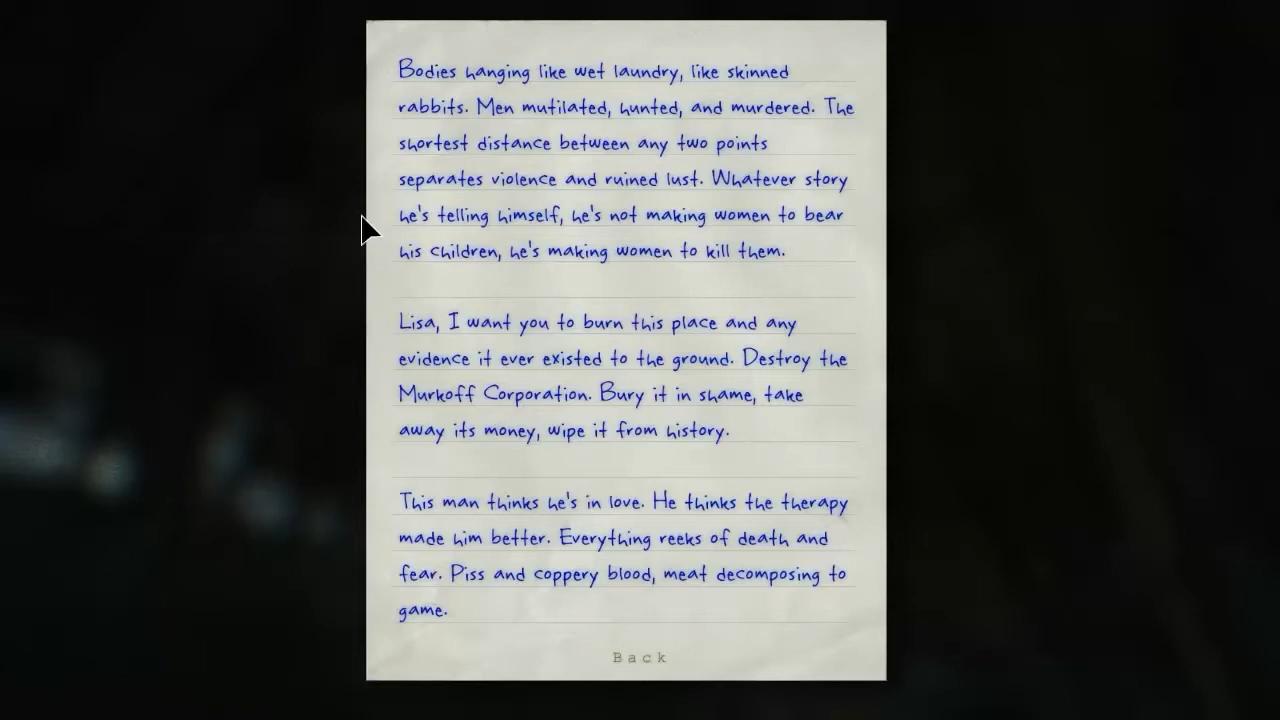 Bodies hanging like wet laundry, like skinned
rabbits. Men mutilated, hunted, and murdered. The
shortest distance between any two points
separates violence and ruined lust. Whatever story
he's telling himself, he's not making women to bear
his children, he's making women to kill them.
Lisa, I want you to burn this place and any
evidence it ever existed to the ground. Destroy the
Murkoff Corporation. Bury it in shame, take
away its money, wipe it from history.
This man thinks he's in love. He thinks the therapy
made him better. Everything reeks of death and
fear. Piss and coppery blood, meat decomposing to
game.
Back